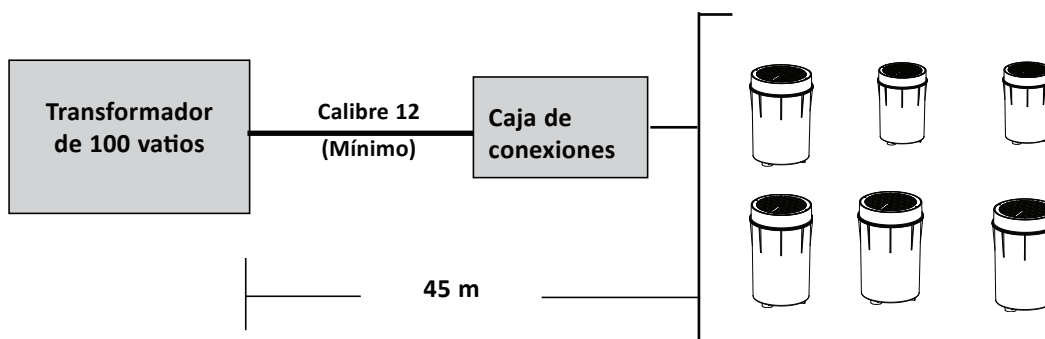 Transformador
de 100 vatios
Calibre 12
(Mínimo)
Caja de
conexiones
45 m